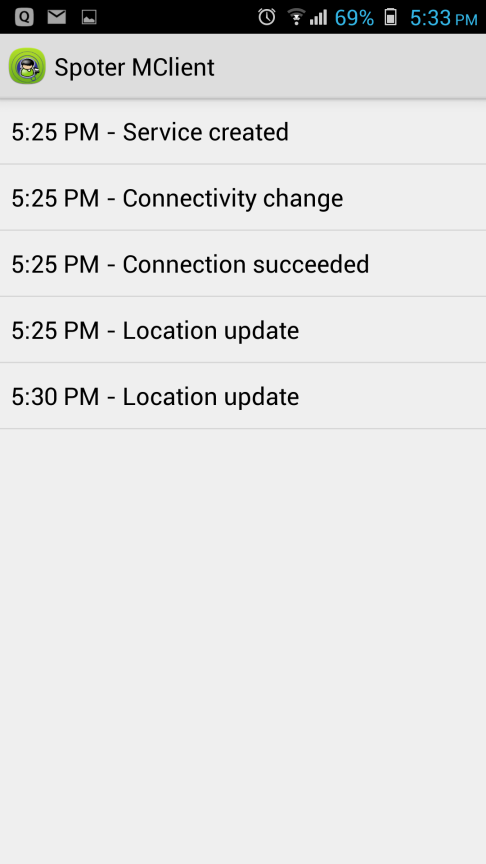 Q 69% 5:33 PM
Spoter MClient
5:25 PM - Service created
5:25 PM - Connectivity change
5:25 PM - Connection succeeded
5:25 PM - Location update
5:30 PM - Location update